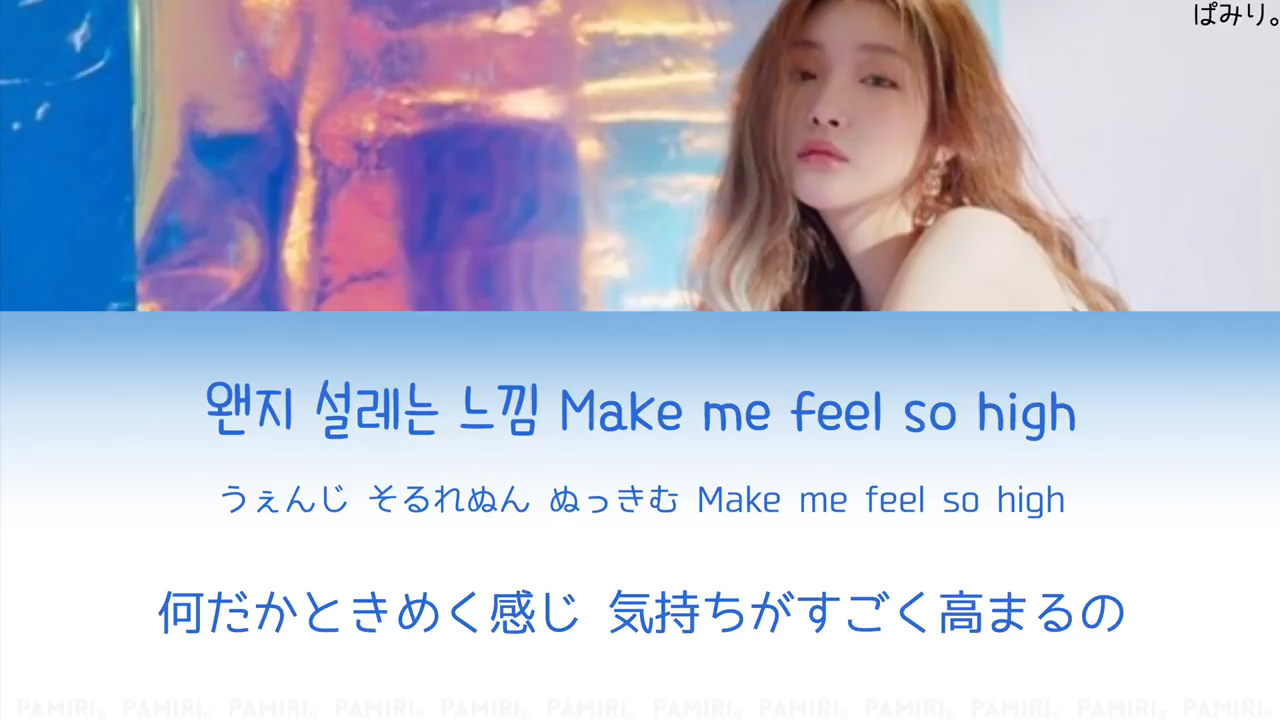 ぱみり。
왠지 설레는 느낌 Make me feel so high
うぇんじ そるれぬん ぬっきむ Make me feel so high
何だかときめく感じ 気持ちがすごく高まるの
PAMIRI。 PAMIRI。 PAMIRI。 PAMIRI。 PAMIRI。 PAMIRI。 PAMIRI。 PAMIRI。 PAMIRI。 PAMIRI。 PAMIRI。 PAMIRI。